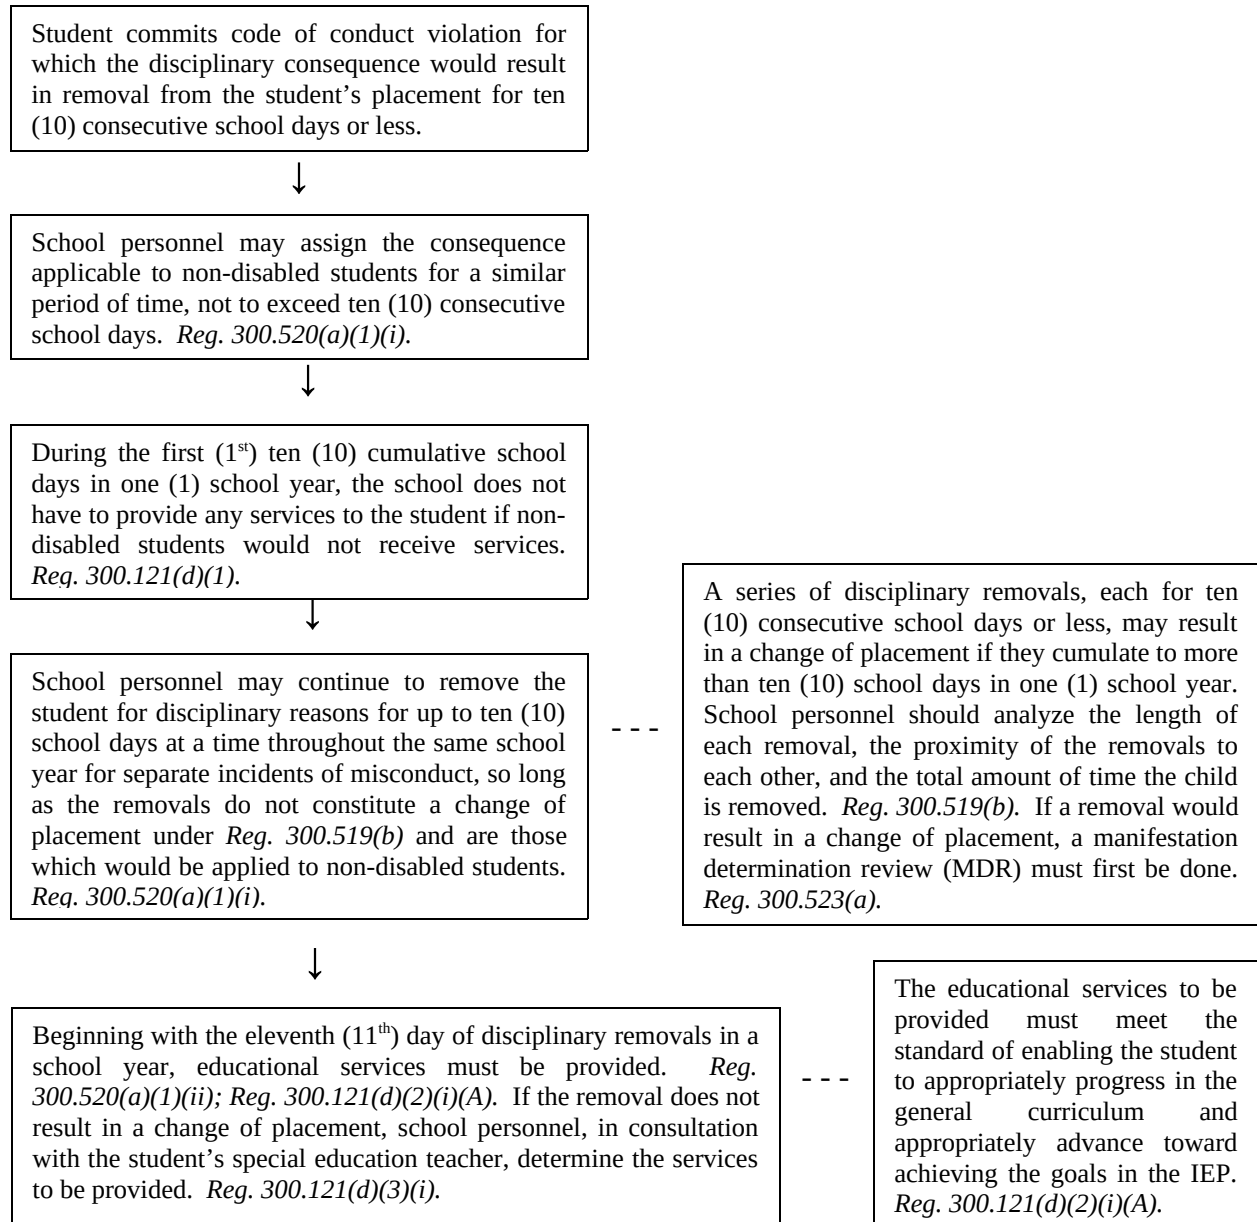 Student commits code of conduct violation for
which the disciplinary consequence would result
in removal from the student’s placement for ten
(10) consecutive school days or less.
↓
School personnel may assign the consequence
applicable to non-disabled students for a similar
period of time, not to exceed ten (10) consecutive
school days. Reg. 300.520(a)(1)(i).
↓
During the first (1st) ten (10) cumulative school
days in one (1) school year, the school does not
have to provide any services to the student if non-
disabled students would not receive services.
Reg. 300.121(d)(1).
↓
School personnel may continue to remove the
student for disciplinary reasons for up to ten (10)
school days at a time throughout the same school
year for separate incidents of misconduct, so long
as the removals do not constitute a change of
placement under Reg. 300.519(b) and are those
which would be applied to non-disabled students.
Reg. 300.520(a)(1)(i).
- - -
A series of disciplinary removals, each for ten
(10) consecutive school days or less, may result
in a change of placement if they cumulate to more
than ten (10) school days in one (1) school year.
School personnel should analyze the length of
each removal, the proximity of the removals to
each other, and the total amount of time the child
is removed. Reg. 300.519(b). If a removal would
result in a change of placement, a manifestation
determination review (MDR) must first be done.
Reg. 300.523(a).
↓
Beginning with the eleventh (11th) day of disciplinary removals in a
school year, educational services must be provided. Reg.
300.520(a)(1)(ii); Reg. 300.121(d)(2)(i)(A). If the removal does not
result in a change of placement, school personnel, in consultation
with the student’s special education teacher, determine the services
to be provided. Reg. 300.121(d)(3)(i).
- - -
The educational services to be
provided must meet the
standard of enabling the student
to appropriately progress in the
general curriculum and
appropriately advance toward
achieving the goals in the IEP.
Reg. 300.121(d)(2)(i)(A).